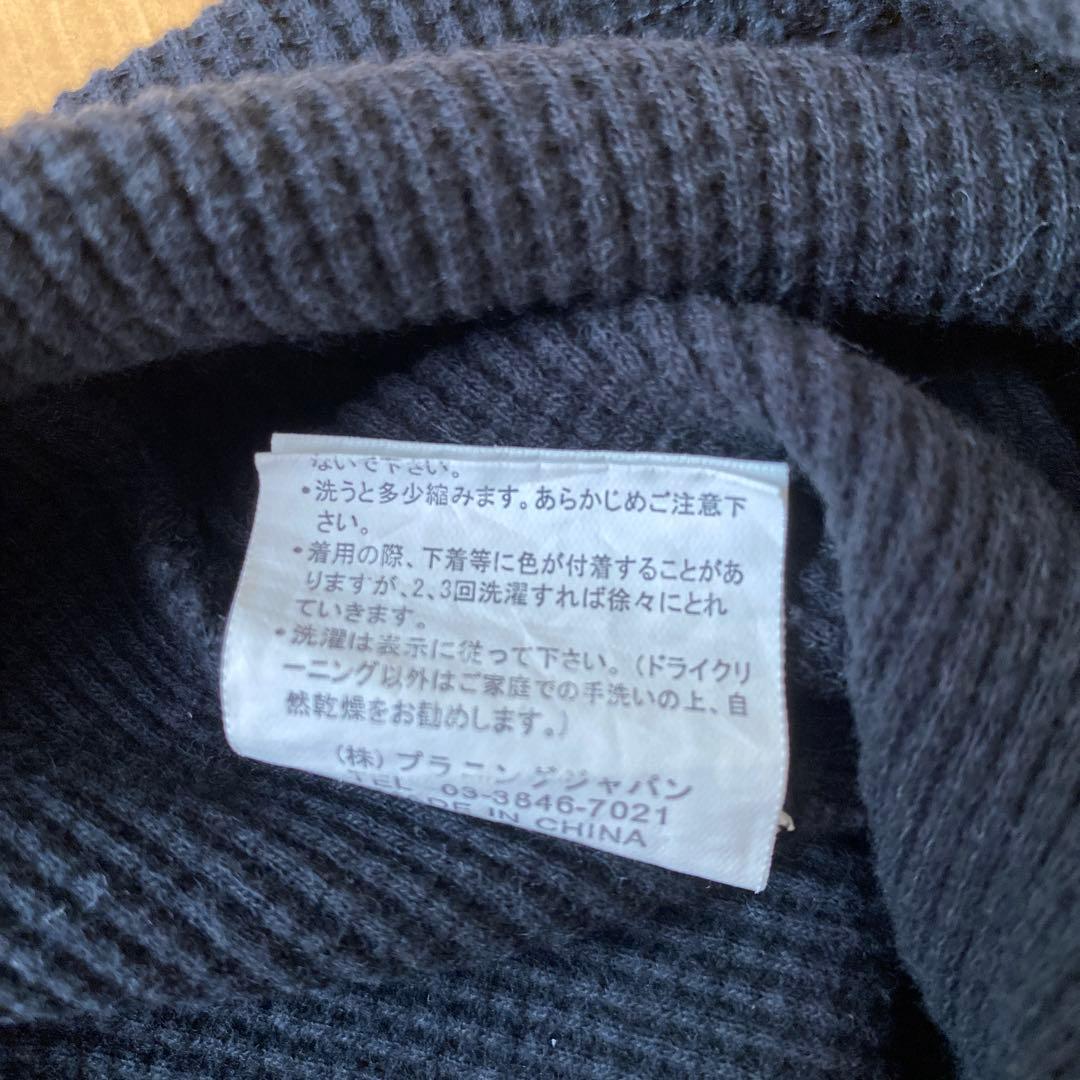 ないで下さい。
•洗うと多少縮みます。あらかじめご注意下
さい。
•着用の際、下着等に色が付着することがあ
りますが、2、3回洗濯すれば徐々にとれ
ていきます。
•洗濯は表示に従って下さい。(ドライクリ
ーニング以外はご家庭での手洗いの上、自
然乾燥をお勧めします。)
(株)プラニングジャパン
TEL 03-3846-7021
DE IN CHINA